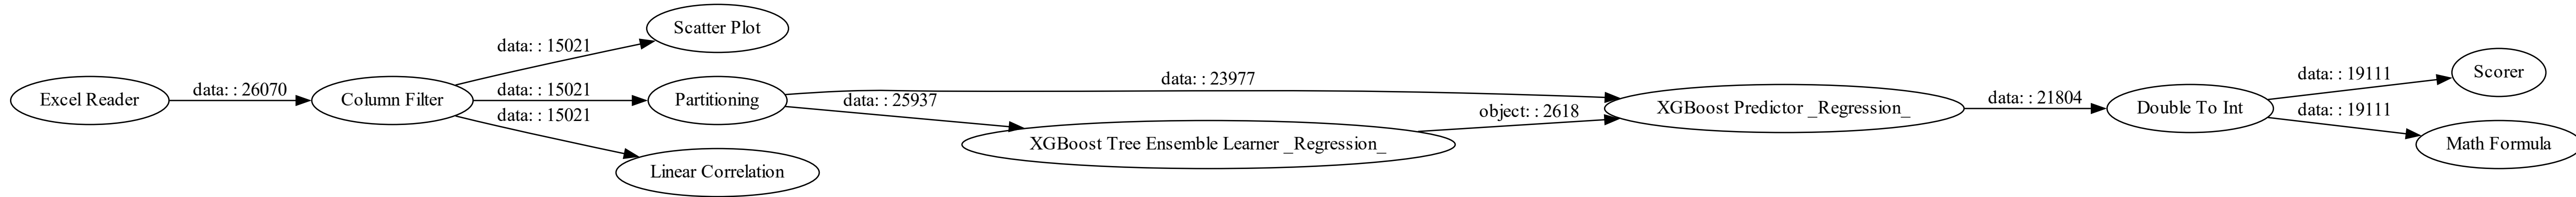 Scatter Plot
data: : 15021
Excel Reader
data: : 26070
Column Filter
data: : 15021
Partitioning
data: : 15021
Linear Correlation
data: : 23977
data: : 25937
XGBoost Tree Ensemble Learner _Regression_
object: : 2618
XGBoost Predictor _Regression_
data: : 21804
Double To Int
data: : 19111
Scorer
data: : 19111
Math Formula